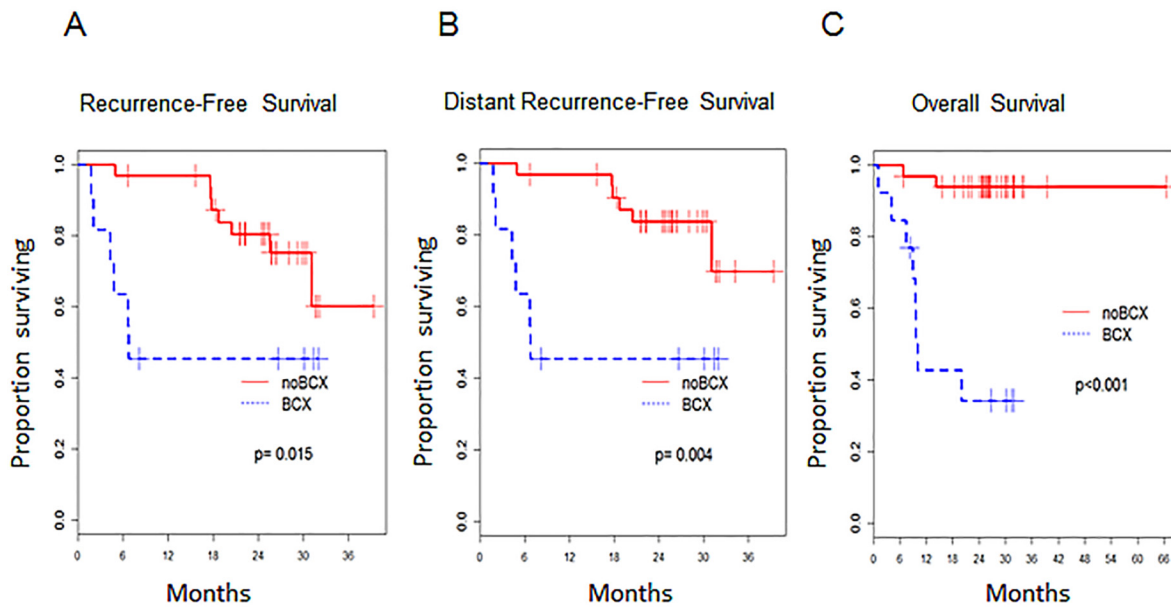 A
B
C
Recurrence-Free Survival
Distant Recurrence-Free Survival
Overall Survival
Proportion surviving
1.0
0.8
0.6
0.4
0.2
0.0
noBCX
BCX
p= 0.015
0 6 12 18 24 30 36
Months
Proportion surviving
1.0
0.8
0.6
0.4
0.2
0.0
noBCX
BCX
p= 0.004
0 6 12 18 24 30 36
Months
Proportion surviving
1.0
0.8
0.6
0.4
0.2
0.0
noBCX
BCX
p<0.001
0 6 12 18 24 30 36 42 48 54 60 66
Months